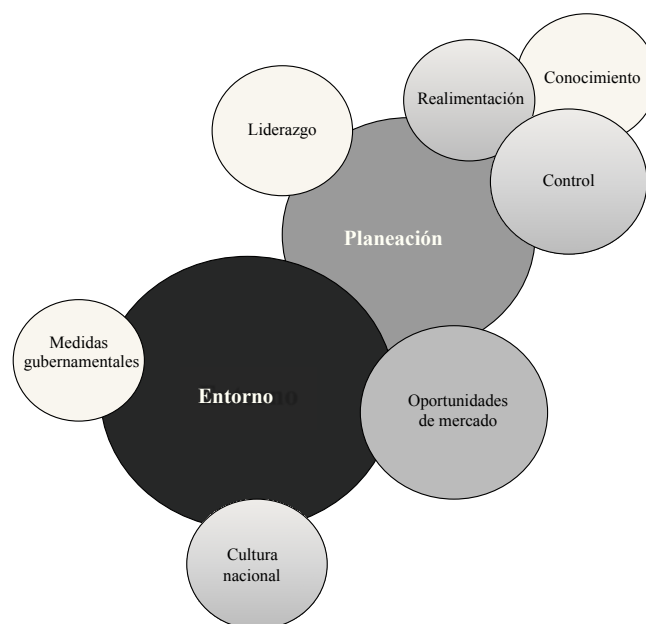 Conocimiento
Realimentación
Liderazgo
Control
Planeación
Medidas
gubernamentales
Entorno
Oportunidades
de mercado
Cultura
nacional